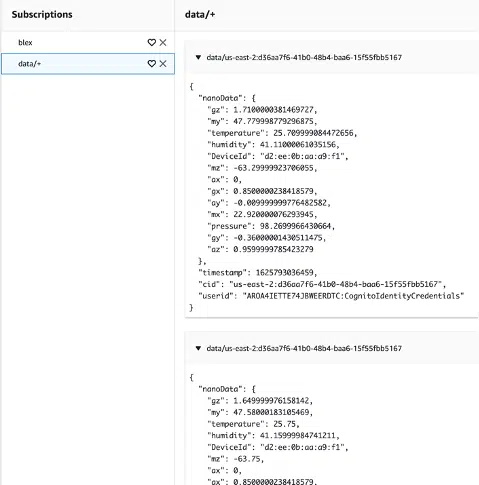 Subscriptions
data/+
blex
data/+
data/us-east-2:d36aa7f6-41b0-48b4-baa6-15f55fbb5167
{
"nanoData": {
"gz": 1.7100000381469727,
"my": 47.779998779296875,
"temperature": 25.709999084472656,
"humidity": 41.11000061035156,
"DeviceId": "d2:ee:0b:aa:a9:f1",
"mz": -63.29999923706055,
"ax": 0,
"gx": 0.8500000238418579,
"ay": -0.009999999776482582,
"mx": 22.920000076293945,
"pressure": 98.2699966430664,
"gy": -0.36000001430511475,
"az": 0.9599999785423279
},
"timestamp": 1625793036459,
"cid": "us-east-2:d36aa7f6-41b0-48b4-baa6-15f55fbb5167",
"userid": "AROA4IETTE74JBWEERDTC:CognitoIdentityCredentials"
}
data/us-east-2:d36aa7f6-41b0-48b4-baa6-15f55fbb5167
{
"nanoData": {
"gz": 1.649999976158142,
"my": 47.58000183105469,
"temperature": 25.75,
"humidity": 41.15999984741211,
"DeviceId": "d2:ee:0b:aa:a9:f1",
"mz": -63.75,
"ax": 0,
"gx": 0.8500000238418579,